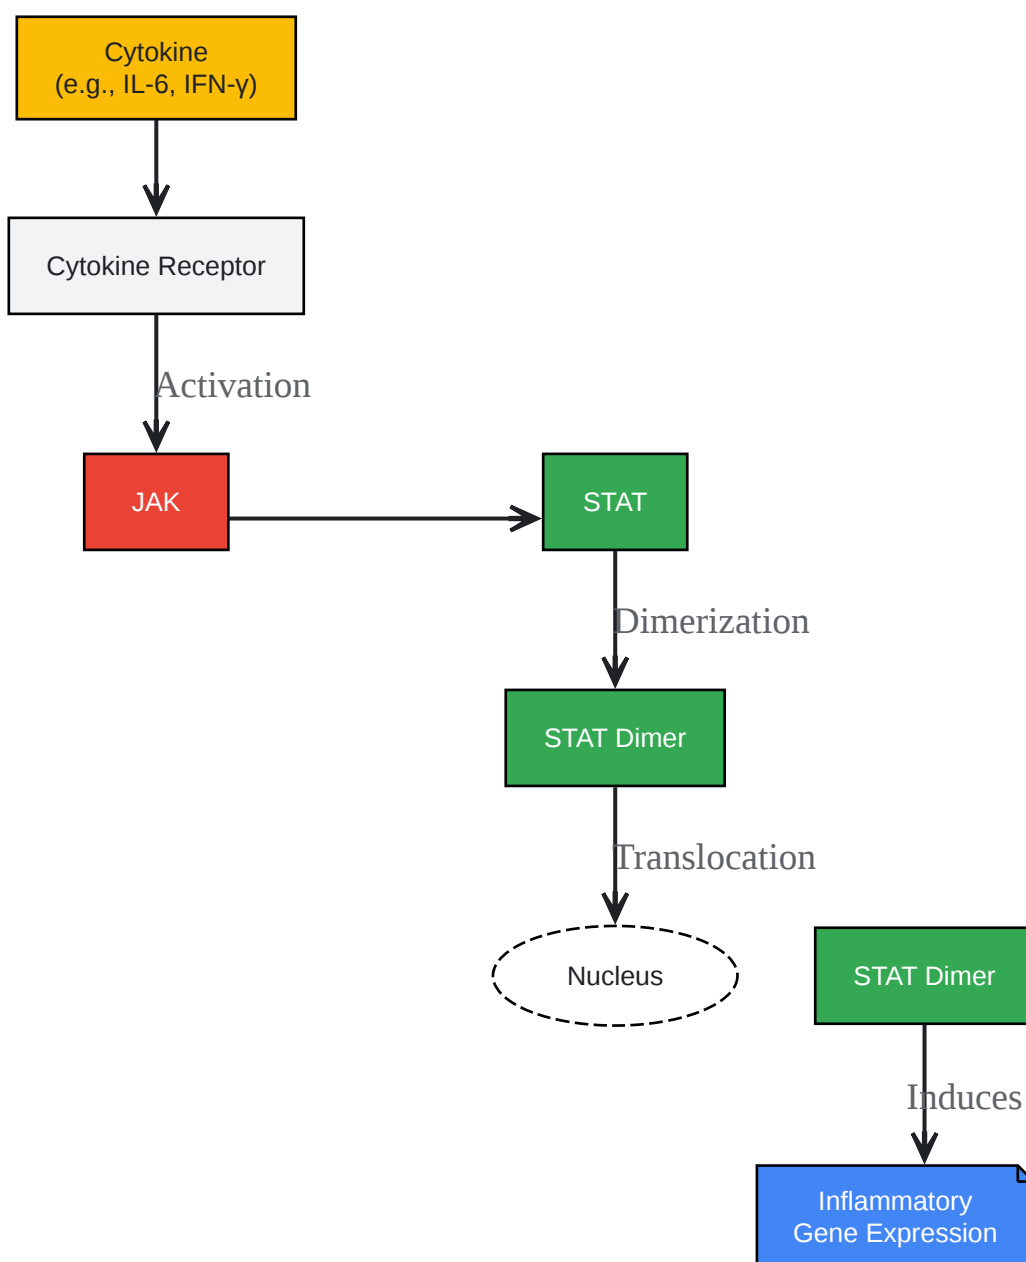 Cytokine
(e.g., IL-6, IFN-γ)
Cytokine Receptor
Activation
JAK
STAT
Dimerization
STAT Dimer
Translocation
Nucleus
STAT Dimer
Induces
Inflammatory
Gene Expression